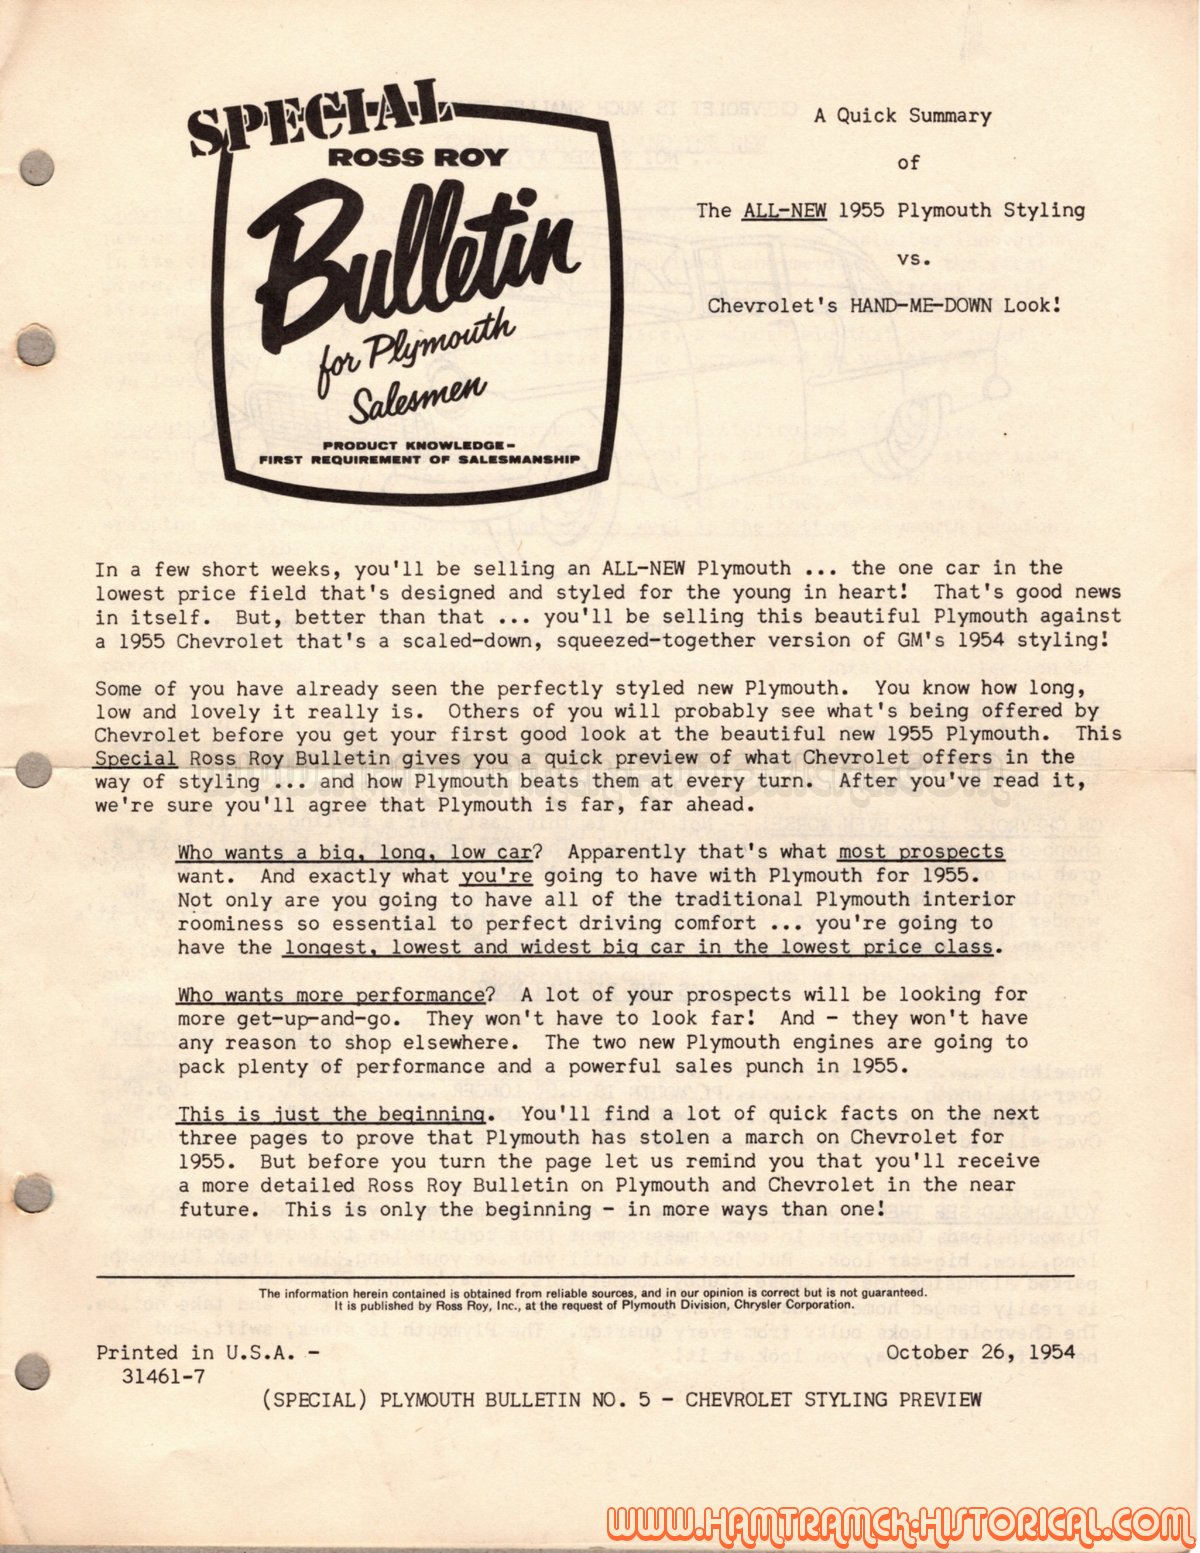 SPECIAL
ROSS ROY
Bulletin
for Plymouth
Salesmen
PRODUCT KNOWLEDGE-
FIRST REQUIREMENT OF SALESMANSHIP
A Quick Summary
of
The ALL-NEW 1955 Plymouth Styling
vs.
Chevrolet's HAND-ME-DOWN Look!
In a few short weeks, you'll be selling an ALL-NEW Plymouth ... the one car in the
lowest price field that's designed and styled for the young in heart! That's good news
in itself. But, better than that ... you'll be selling this beautiful Plymouth against
a 1955 Chevrolet that's a scaled-down, squeezed-together version of GM's 1954 styling!
Some of you have already seen the perfectly styled new Plymouth. You know how long,
low and lovely it really is. Others of you will probably see what's being offered by
Chevrolet before you get your first good look at the beautiful new 1955 Plymouth. This
Special Ross Roy Bulletin gives you a quick preview of what Chevrolet offers in the
way of styling ... and how Plymouth beats them at every turn. After you've read it,
we're sure you'll agree that Plymouth is far, far ahead.
Who wants a big, long, low car? Apparently that's what most prospects
want. And exactly what you're going to have with Plymouth for 1955.
Not only are you going to have all of the traditional Plymouth interior
roominess so essential to perfect driving comfort ... you're going to
have the longest, lowest and widest big car in the lowest price class.
Who wants more performance? A lot of your prospects will be looking for
more get-up-and-go. They won't have to look far! And - they won't have
any reason to shop elsewhere. The two new Plymouth engines are going to
pack plenty of performance and a powerful sales punch in 1955.
This is just the beginning. You'll find a lot of quick facts on the next
three pages to prove that Plymouth has stolen a march on Chevrolet for
1955. But before you turn the page let us remind you that you'll receive
a more detailed Ross Roy Bulletin on Plymouth and Chevrolet in the near
future. This is only the beginning - in more ways than one!
The information herein contained is obtained from reliable sources, and in our opinion is correct but is not guaranteed.
It is published by Ross Roy, Inc., at the request of Plymouth Division, Chrysler Corporation.
Printed in U.S.A. -
31461-7
October 26, 1954
(SPECIAL) PLYMOUTH BULLETIN NO. 5 - CHEVROLET STYLING PREVIEW
WWW.HAMTRAMCK-HISTORICAL.COM